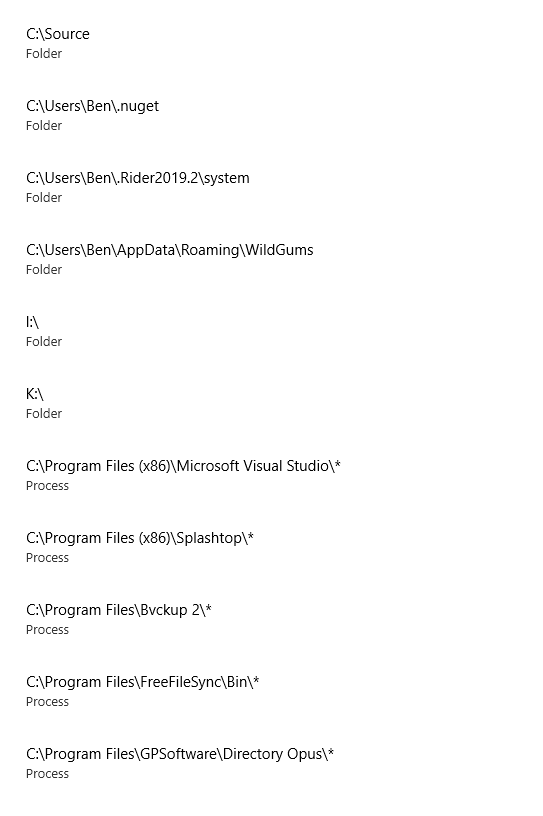 C:\Source
Folder
C:\Users\Ben\.nuget
Folder
C:\Users\Ben\.Rider2019.2\system
Folder
C:\Users\Ben\AppData\Roaming\WildGums
Folder
I:\
Folder
K:\
Folder
C:\Program Files (x86)\Microsoft Visual Studio\*
Process
C:\Program Files (x86)\Splashtop\*
Process
C:\Program Files\Bvckup 2\*
Process
C:\Program Files\FreeFileSync\Bin\*
Process
C:\Program Files\GPSoftware\Directory Opus\*
Process